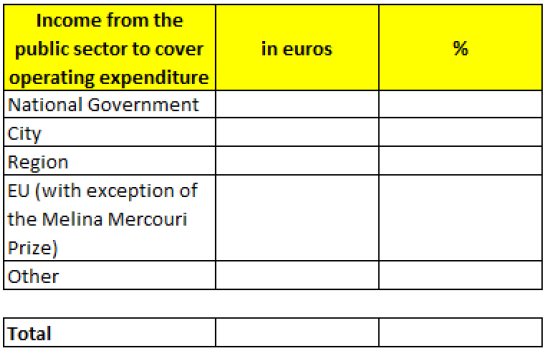 Income from the
public sector to cover
operating expenditure
in euros
%
National Government
City
Region
EU (with exception of
the Melina Mercouri
Prize)
Other
Total